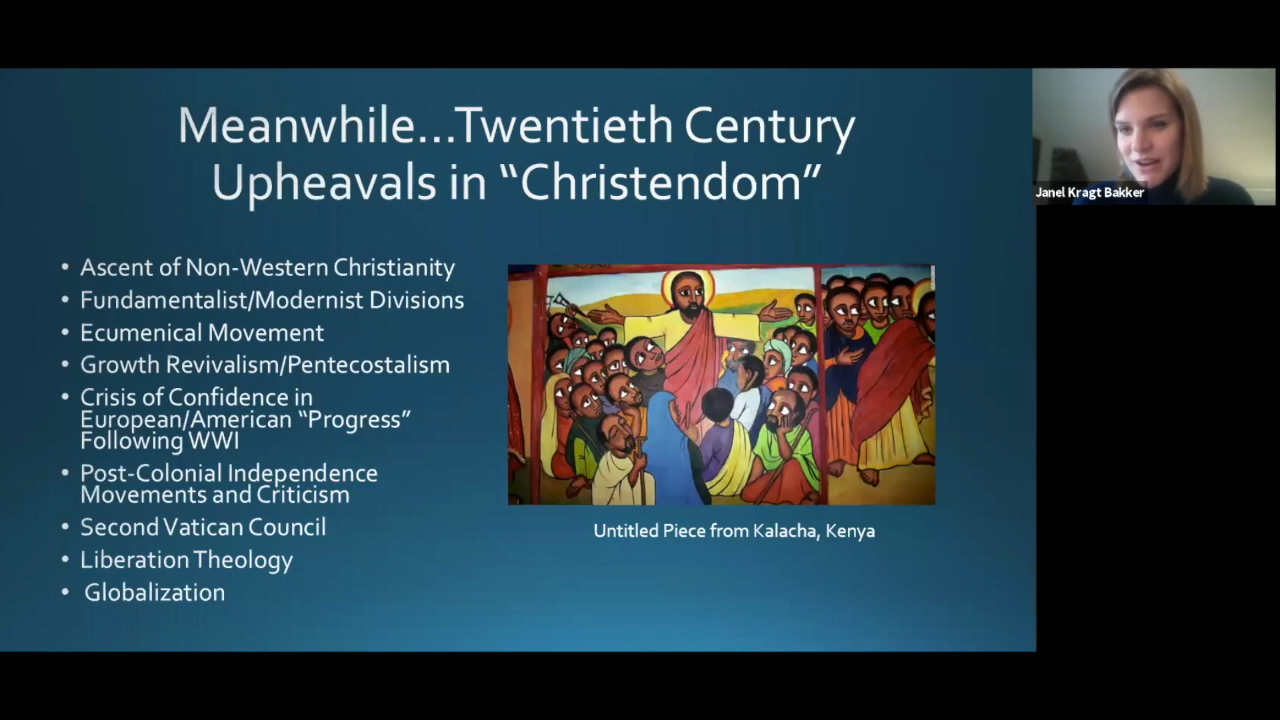 Meanwhile...Twentieth Century
Upheavals in “Christendom”
• Ascent of Non-Western Christianity
• Fundamentalist/Modernist Divisions
• Ecumenical Movement
• Growth Revivalism/Pentecostalism
• Crisis of Confidence in
European/American “Progress”
Following WWI
• Post-Colonial Independence
Movements and Criticism
• Second Vatican Council
• Liberation Theology
• Globalization
Untitled Piece from Kalacha, Kenya
Janel Kragt Bakker